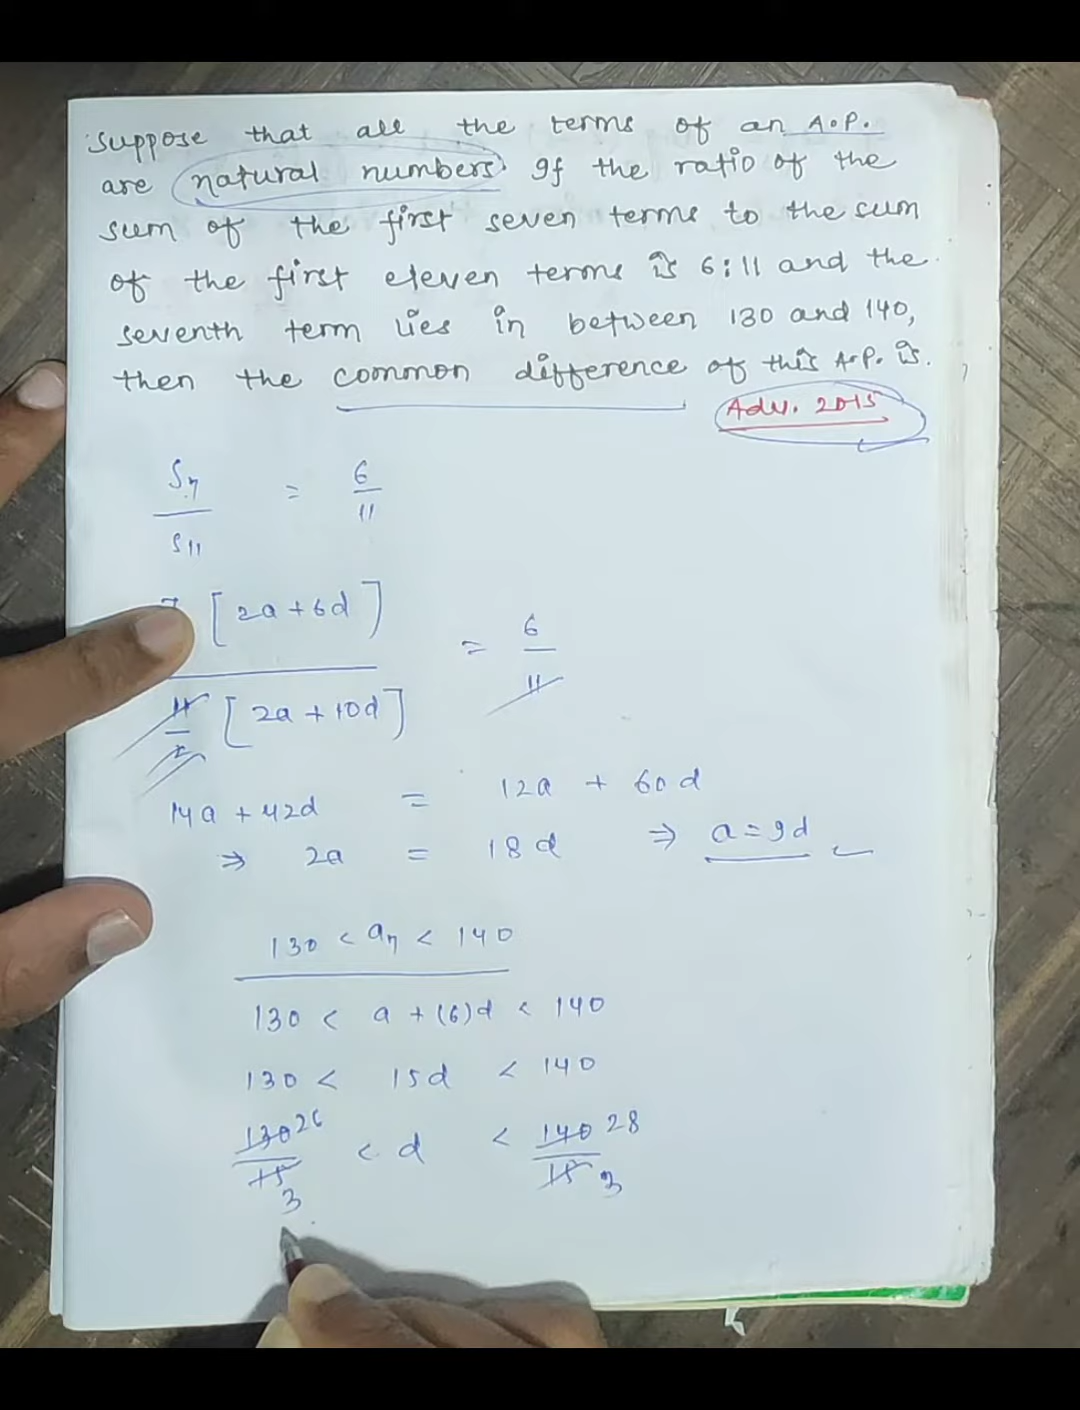 suppose that all the terms of an A.P.
are natural numbers. If the ratio of the
sum of the first seven terms to the sum
of the first eleven terms is 6:11 and the
seventh term lies in between 130 and 140,
then the common difference of this A.P. is.
Adv. 2015
S7 / S11 = 6/11
[2a+6d]
11/2 [2a+10d] = 6/11
14a + 42d = 12a + 60d
⇒ 2a = 18d ⇒ a = 9d
130 < a7 < 140
130 < a + (6)d < 140
130 < 15d < 140
130 26 / 15 3 < d < 140 28 / 15 3